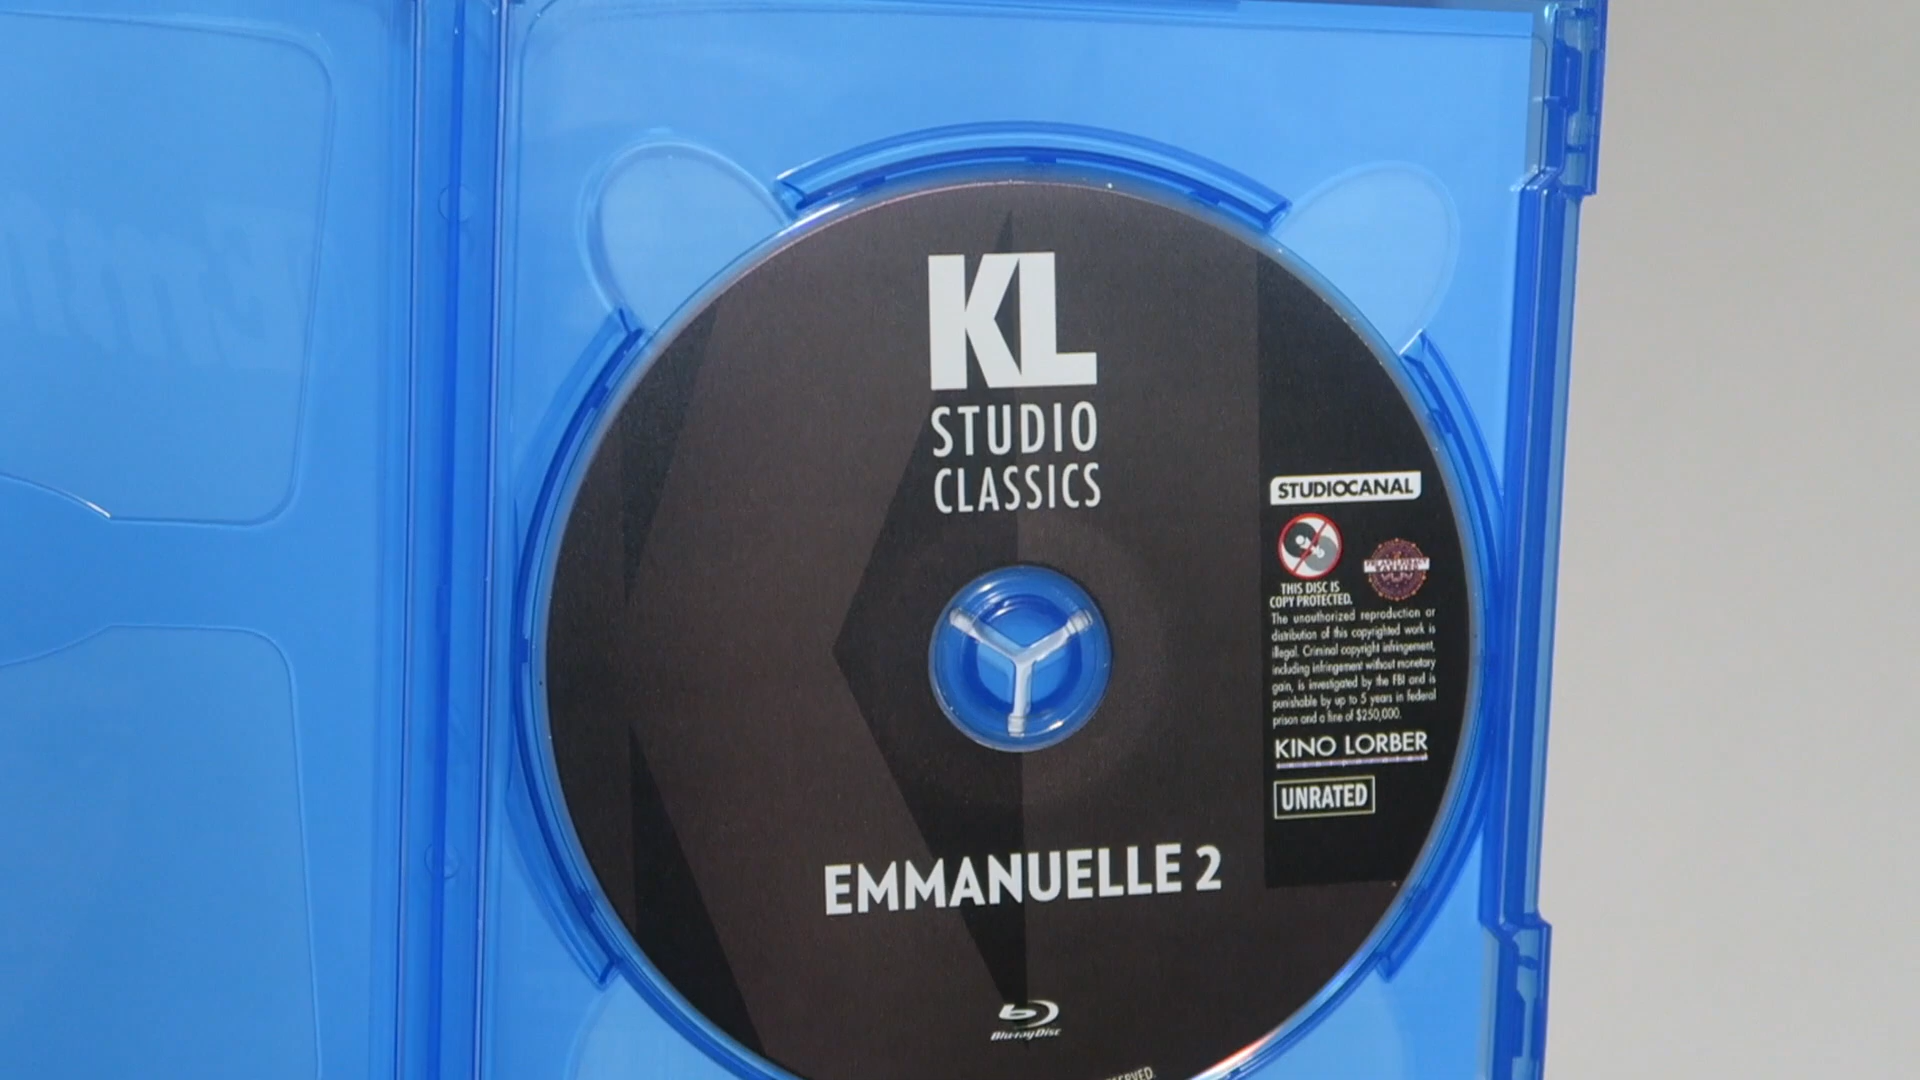 KL
STUDIO
CLASSICS
STUDIOCANAL
THIS DISC IS
COPY PROTECTED.
The unauthorized reproduction or
distribution of this copyrighted work is
illegal. Criminal copyright infringement,
including infringement without monetary
gain, is investigated by the FBI and is
punishable by up to 5 years in federal
prison and a fine of $250,000.
KINO LORBER
UNRATED
EMMANUELLE 2
Blu-ray Disc